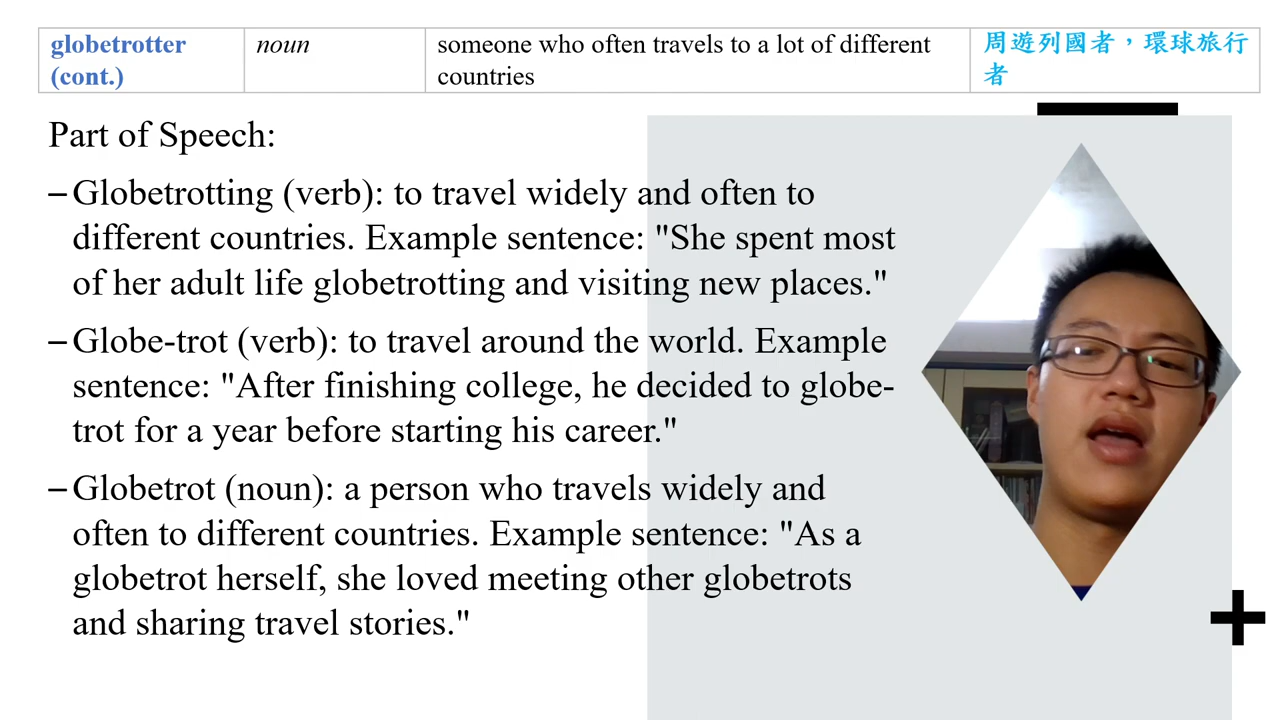 globetrotter
(cont.)
noun
someone who often travels to a lot of different
countries
周遊列國者，環球旅行
者
Part of Speech:
– Globetrotting (verb): to travel widely and often to
different countries. Example sentence: "She spent most
of her adult life globetrotting and visiting new places."
– Globe-trot (verb): to travel around the world. Example
sentence: "After finishing college, he decided to globe-
trot for a year before starting his career."
– Globetrot (noun): a person who travels widely and
often to different countries. Example sentence: "As a
globetrot herself, she loved meeting other globetrots
and sharing travel stories."